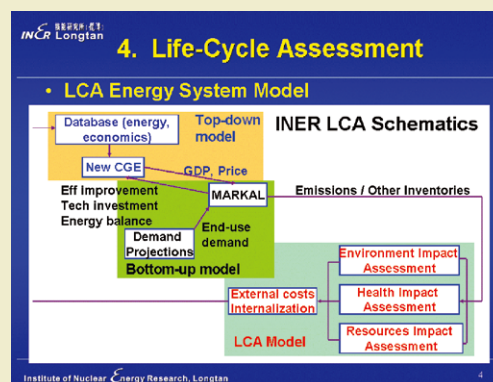 INER Longtan
4. Life-Cycle Assessment
• LCA Energy System Model
Database (energy,
economics)
Top-down
model
INER LCA Schematics
New CGE
GDP, Price
Eff Improvement
Tech investment
Energy balance
MARKAL
Emissions / Other Inventories
Demand
Projections
End-use
demand
Bottom-up model
Environment Impact
Assessment
External costs
Internalization
Health Impact
Assessment
LCA Model
Resources Impact
Assessment
Institute of Nuclear Energy Research, Longtan
4